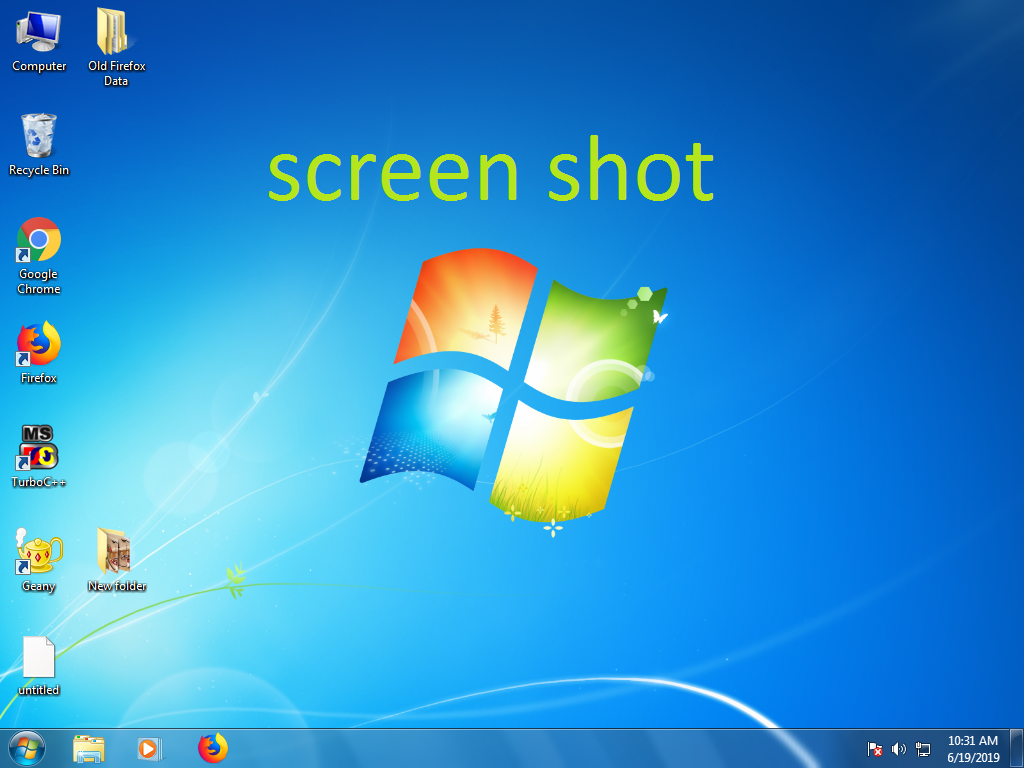 Computer
Old Firefox
Data
screen shot
Recycle Bin
Google
Chrome
Firefox
MS
TurboC++
Geany
New folder
untitled
10:31 AM
6/19/2019